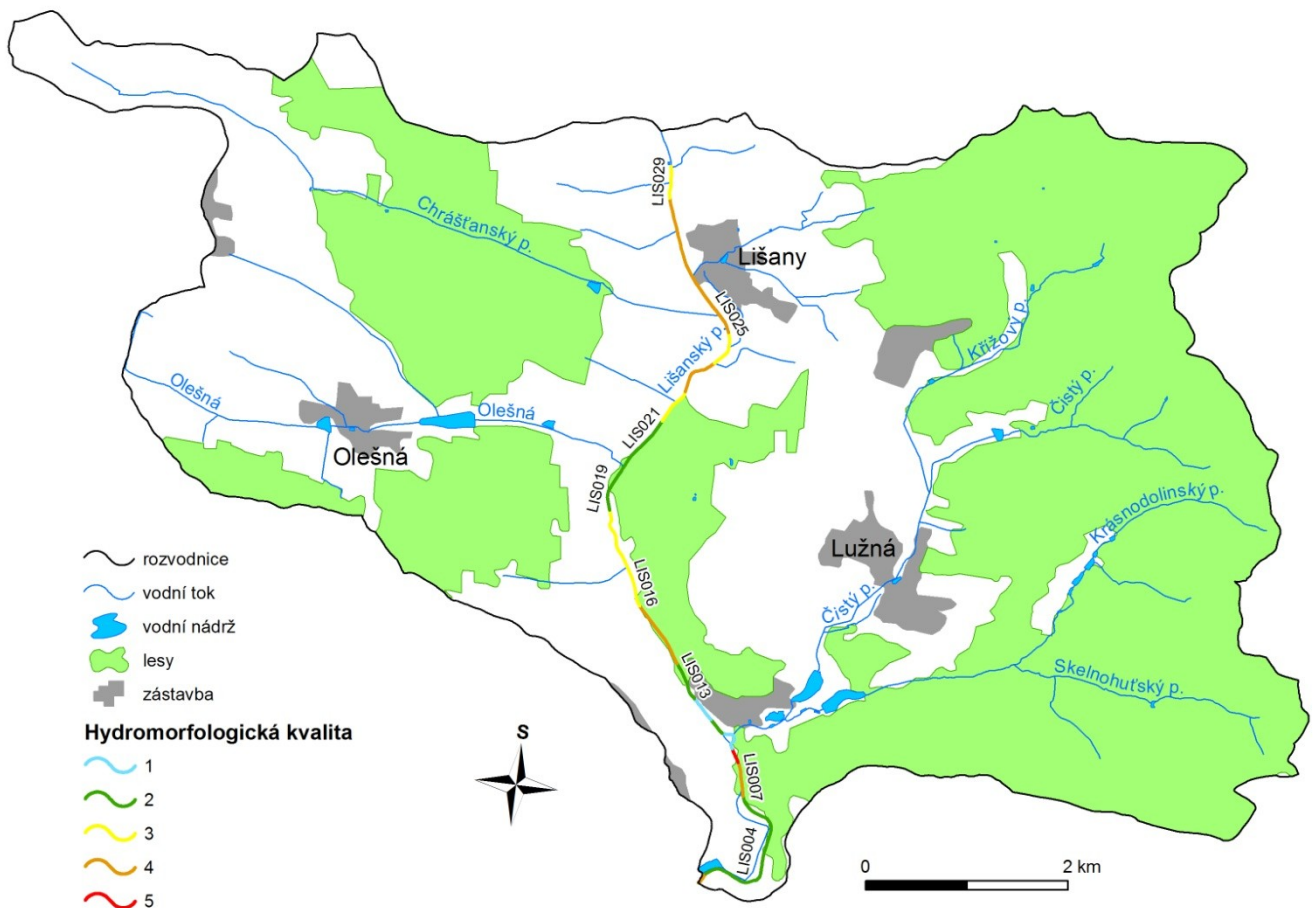 LIS029
Chrášťanský p.
Lišany
LIS025
Křížový p.
Lišanský p.
Čistý p.
Olešná
Olešná
LIS021
Olešná
LIS019
Krásnodolinský p.
Lužná
LIS016
Čistý p.
LIS013
Skelnohuťský p.
LIS007
LIS004
rozvodnice
vodní tok
vodní nádrž
lesy
zástavba
Hydromorfologická kvalita
1
2
3
4
5
S
0 2 km